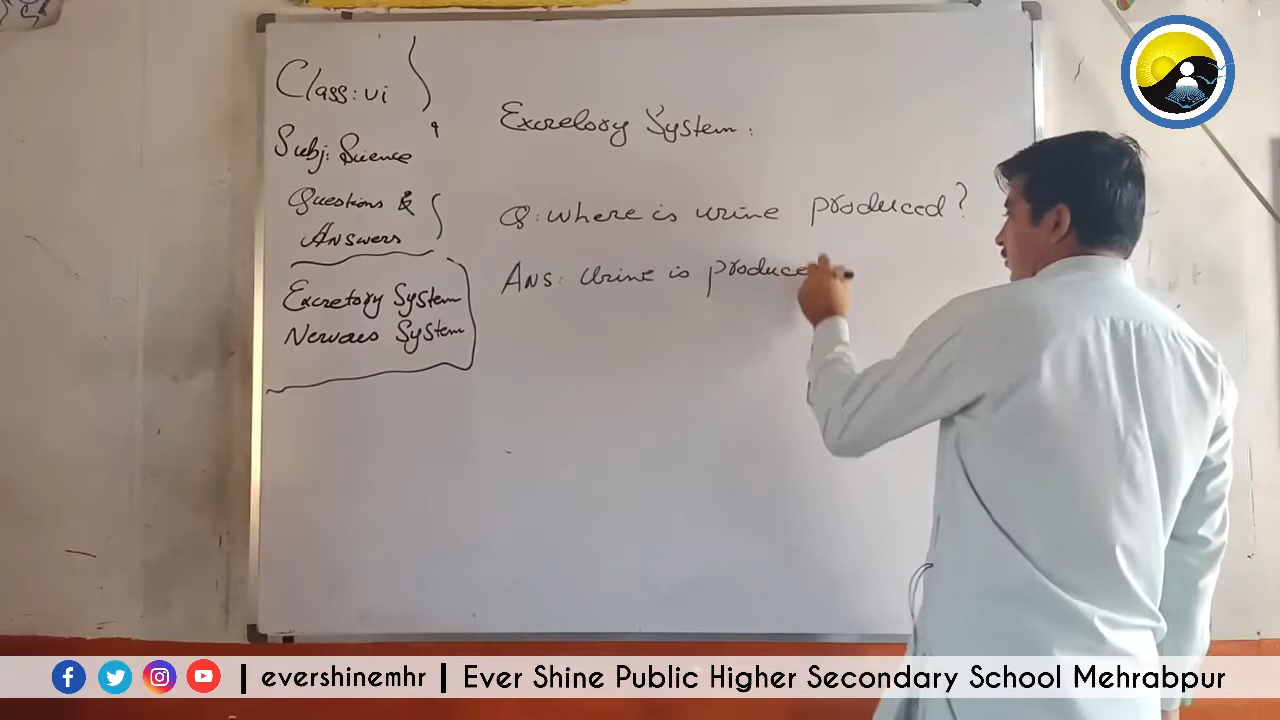 Class: vi
Subj: Science
Questions &
Answers
Excretory System
Nervous System
Excretory System:
Q: where is urine produced?
Ans: Urine is produce
| evershinemhr | Ever Shine Public Higher Secondary School Mehrabpur